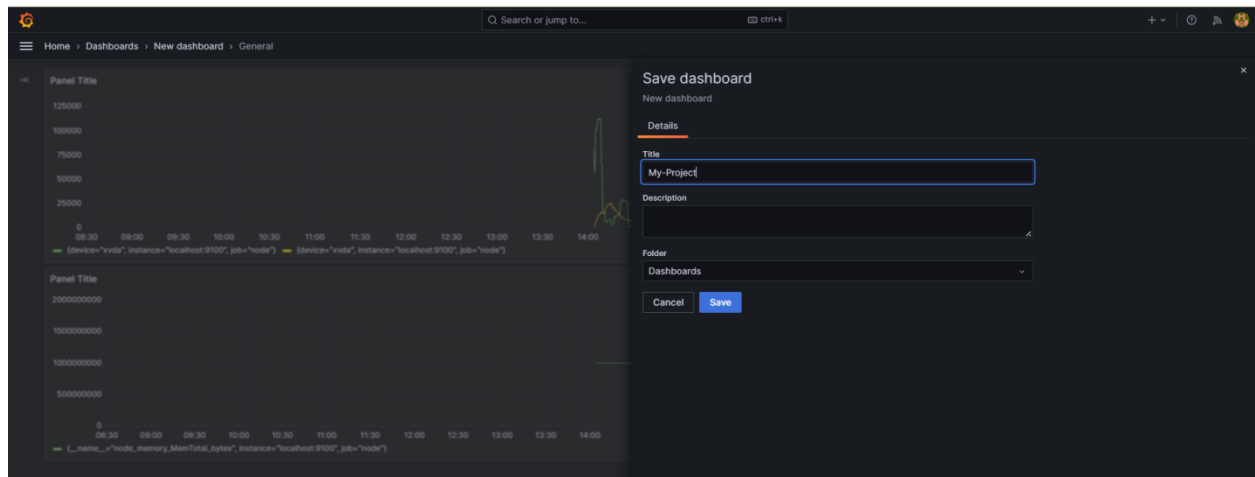 Search or jump to... ctrl+k
Home › Dashboards › New dashboard › General
Panel Title
125000
100000
75000
50000
25000
0
08:30 09:00 09:30 10:00 10:30 11:00 11:30 12:00 12:30 13:00 13:30 14:00
{device="xvda", instance="localhost:9100", job="node"} {device="xvda", instance="localhost:9100", job="node"}
Panel Title
2000000000
1500000000
1000000000
500000000
0
08:30 09:00 09:30 10:00 10:30 11:00 11:30 12:00 12:30 13:00 13:30 14:00
{__name__="node_memory_MemTotal_bytes", instance="localhost:9100", job="node"}
Save dashboard
New dashboard
Details
Title
My-Project
Description
Folder
Dashboards
Cancel Save